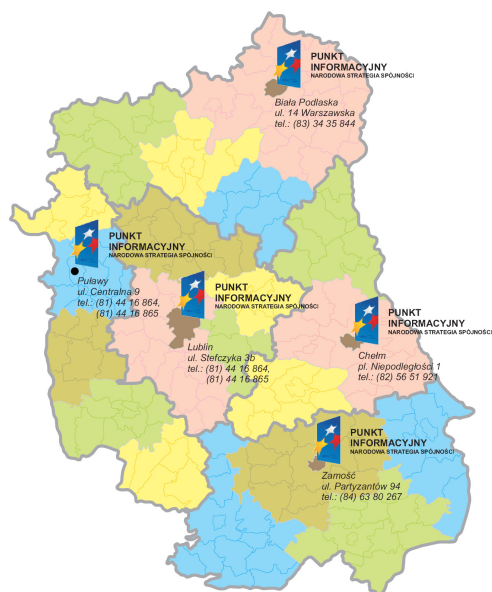 PUNKT
INFORMACYJNY
NARODOWA STRATEGIA SPÓJNOŚCI
Biała Podlaska
ul. 14 Warszawska
tel.: (83) 34 35 844
PUNKT
INFORMACYJNY
NARODOWA STRATEGIA SPÓJNOŚCI
Puławy
ul. Centralna 9
tel.: (81) 44 16 864,
(81) 44 16 865
PUNKT
INFORMACYJNY
NARODOWA STRATEGIA SPÓJNOŚCI
Lublin
ul. Stefczyka 3b
tel.: (81) 44 16 864,
(81) 44 16 865
PUNKT
INFORMACYJNY
NARODOWA STRATEGIA SPÓJNOŚCI
Chełm
pl. Niepodległości 1
tel.: (82) 56 51 921
PUNKT
INFORMACYJNY
NARODOWA STRATEGIA SPÓJNOŚCI
Zamość
ul. Partyzantów 94
tel.: (84) 63 80 267